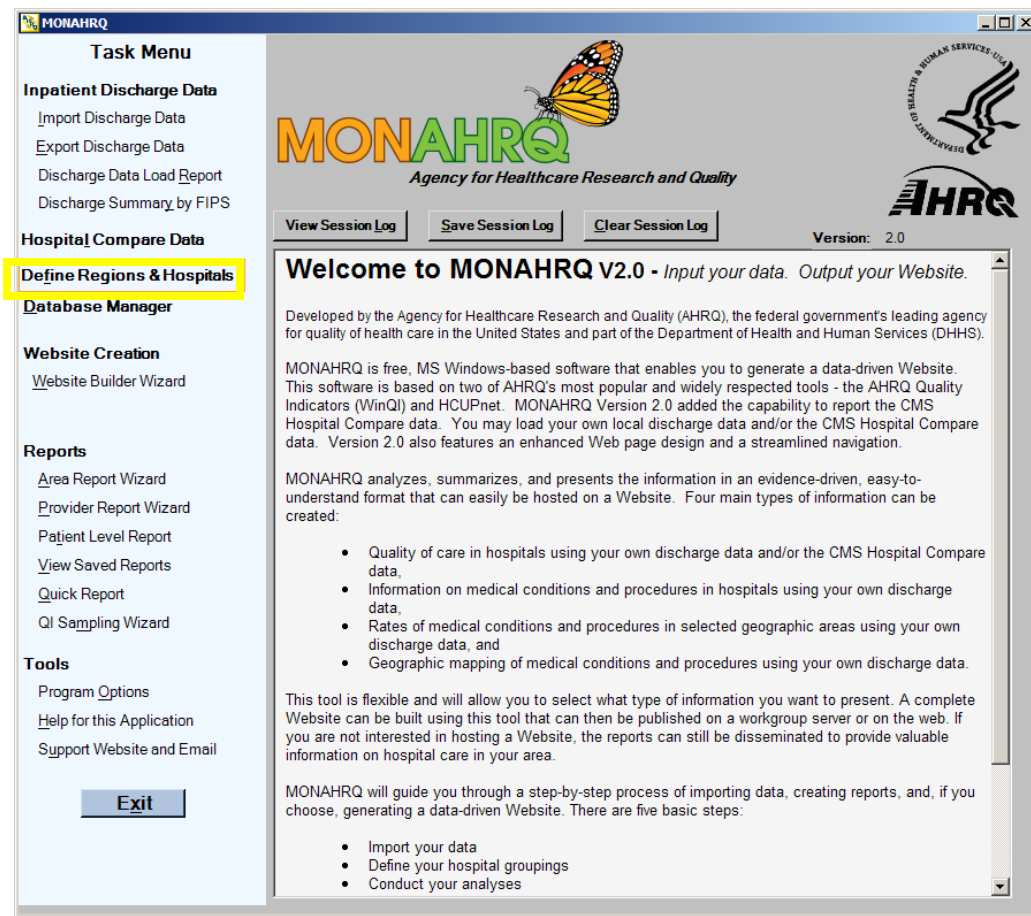 MONAHRQ
Task Menu
Inpatient Discharge Data
Import Discharge Data
Export Discharge Data
Discharge Data Load Report
Discharge Summary by FIPS
Hospital Compare Data
Define Regions & Hospitals
Database Manager
Website Creation
Website Builder Wizard
Reports
Area Report Wizard
Provider Report Wizard
Patient Level Report
View Saved Reports
Quick Report
QI Sampling Wizard
Tools
Program Options
Help for this Application
Support Website and Email
Exit
MONAHRQ
Agency for Healthcare Research and Quality
DEPARTMENT OF HEALTH & HUMAN SERVICES·USA
AHRQ
View Session Log
Save Session Log
Clear Session Log
Version: 2.0
Welcome to MONAHRQ V2.0 - Input your data. Output your Website.
Developed by the Agency for Healthcare Research and Quality (AHRQ), the federal government's leading agency
for quality of health care in the United States and part of the Department of Health and Human Services (DHHS).
MONAHRQ is free, MS Windows-based software that enables you to generate a data-driven Website.
This software is based on two of AHRQ's most popular and widely respected tools - the AHRQ Quality
Indicators (WinQI) and HCUPnet. MONAHRQ Version 2.0 added the capability to report the CMS
Hospital Compare data. You may load your own local discharge data and/or the CMS Hospital Compare
data. Version 2.0 also features an enhanced Web page design and a streamlined navigation.
MONAHRQ analyzes, summarizes, and presents the information in an evidence-driven, easy-to-
understand format that can easily be hosted on a Website. Four main types of information can be
created:
• Quality of care in hospitals using your own discharge data and/or the CMS Hospital Compare
data,
• Information on medical conditions and procedures in hospitals using your own discharge
data,
• Rates of medical conditions and procedures in selected geographic areas using your own
discharge data, and
• Geographic mapping of medical conditions and procedures using your own discharge data.
This tool is flexible and will allow you to select what type of information you want to present. A complete
Website can be built using this tool that can then be published on a workgroup server or on the web. If
you are not interested in hosting a Website, the reports can still be disseminated to provide valuable
information on hospital care in your area.
MONAHRQ will guide you through a step-by-step process of importing data, creating reports, and, if you
choose, generating a data-driven Website. There are five basic steps:
• Import your data
• Define your hospital groupings
• Conduct your analyses